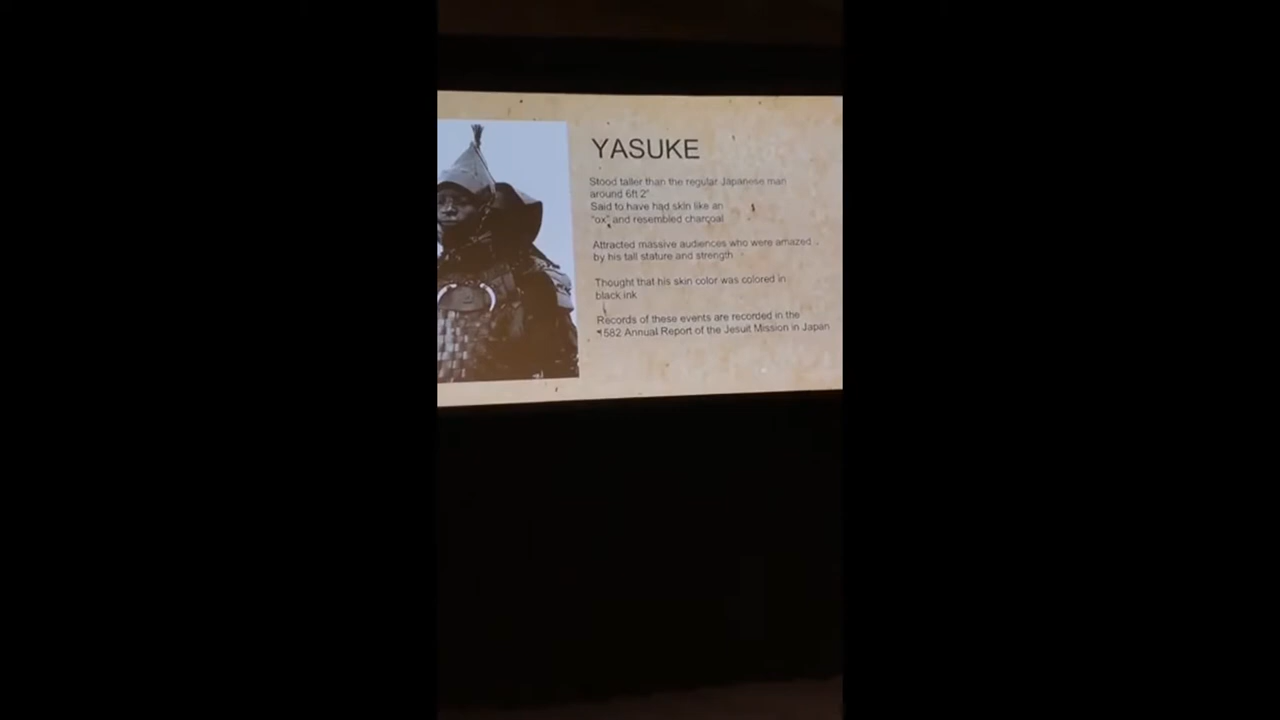 YASUKE
Stood taller than the regular Japanese man
around 6ft 2"
Said to have had skin like an
"ox" and resembled charcoal
Attracted massive audiences who were amazed
by his tall stature and strength
Thought that his skin color was colored in
black ink
Records of these events are recorded in the
1582 Annual Report of the Jesuit Mission in Japan